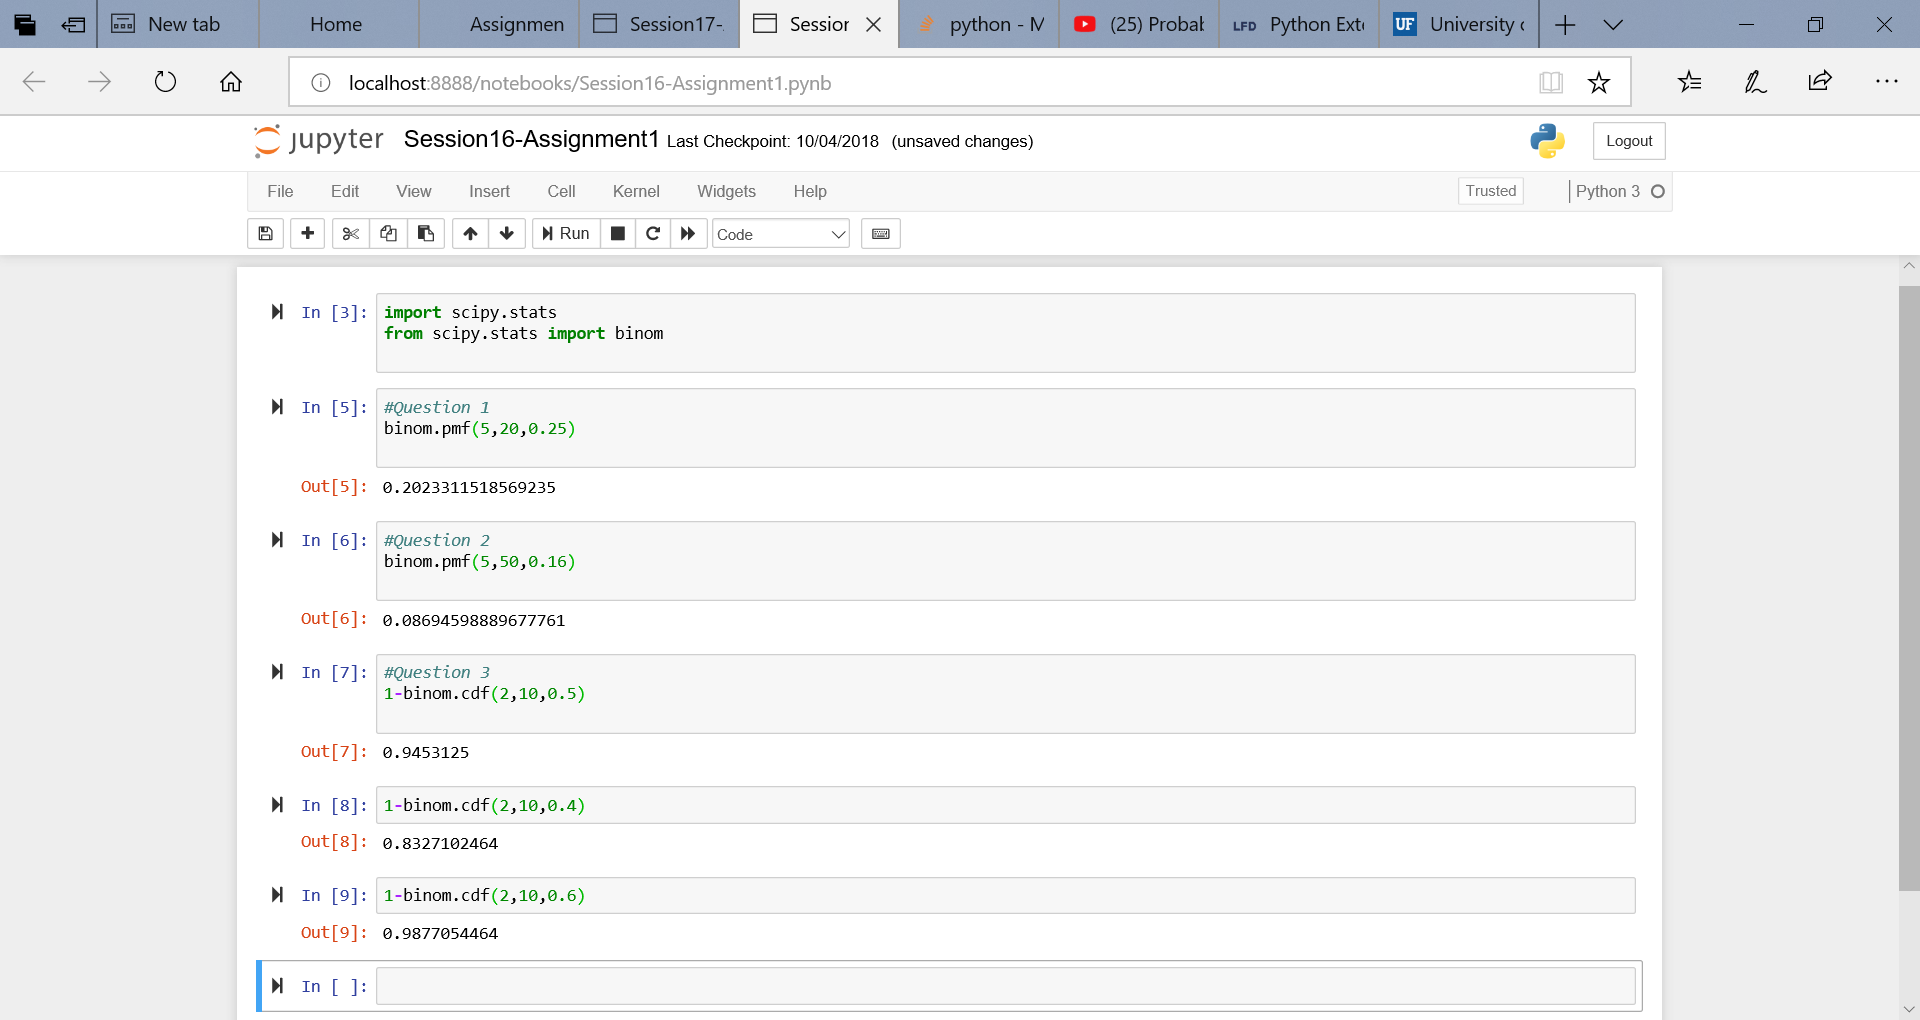 New tab
Home
Assignmen
Session17-
Session
python - M
(25) Probab
LFD Python Exte
UF University
localhost:8888/notebooks/Session16-Assignment1.pynb
jupyter Session16-Assignment1 Last Checkpoint: 10/04/2018 (unsaved changes)
Logout
File Edit View Insert Cell Kernel Widgets Help
Trusted
Python 3
Run
Code
In [3]:
import scipy.stats
from scipy.stats import binom
In [5]:
#Question 1
binom.pmf(5,20,0.25)
Out[5]: 0.2023311518569235
In [6]:
#Question 2
binom.pmf(5,50,0.16)
Out[6]: 0.08694598889677761
In [7]:
#Question 3
1-binom.cdf(2,10,0.5)
Out[7]: 0.9453125
In [8]: 1-binom.cdf(2,10,0.4)
Out[8]: 0.8327102464
In [9]: 1-binom.cdf(2,10,0.6)
Out[9]: 0.9877054464
In [ ]: